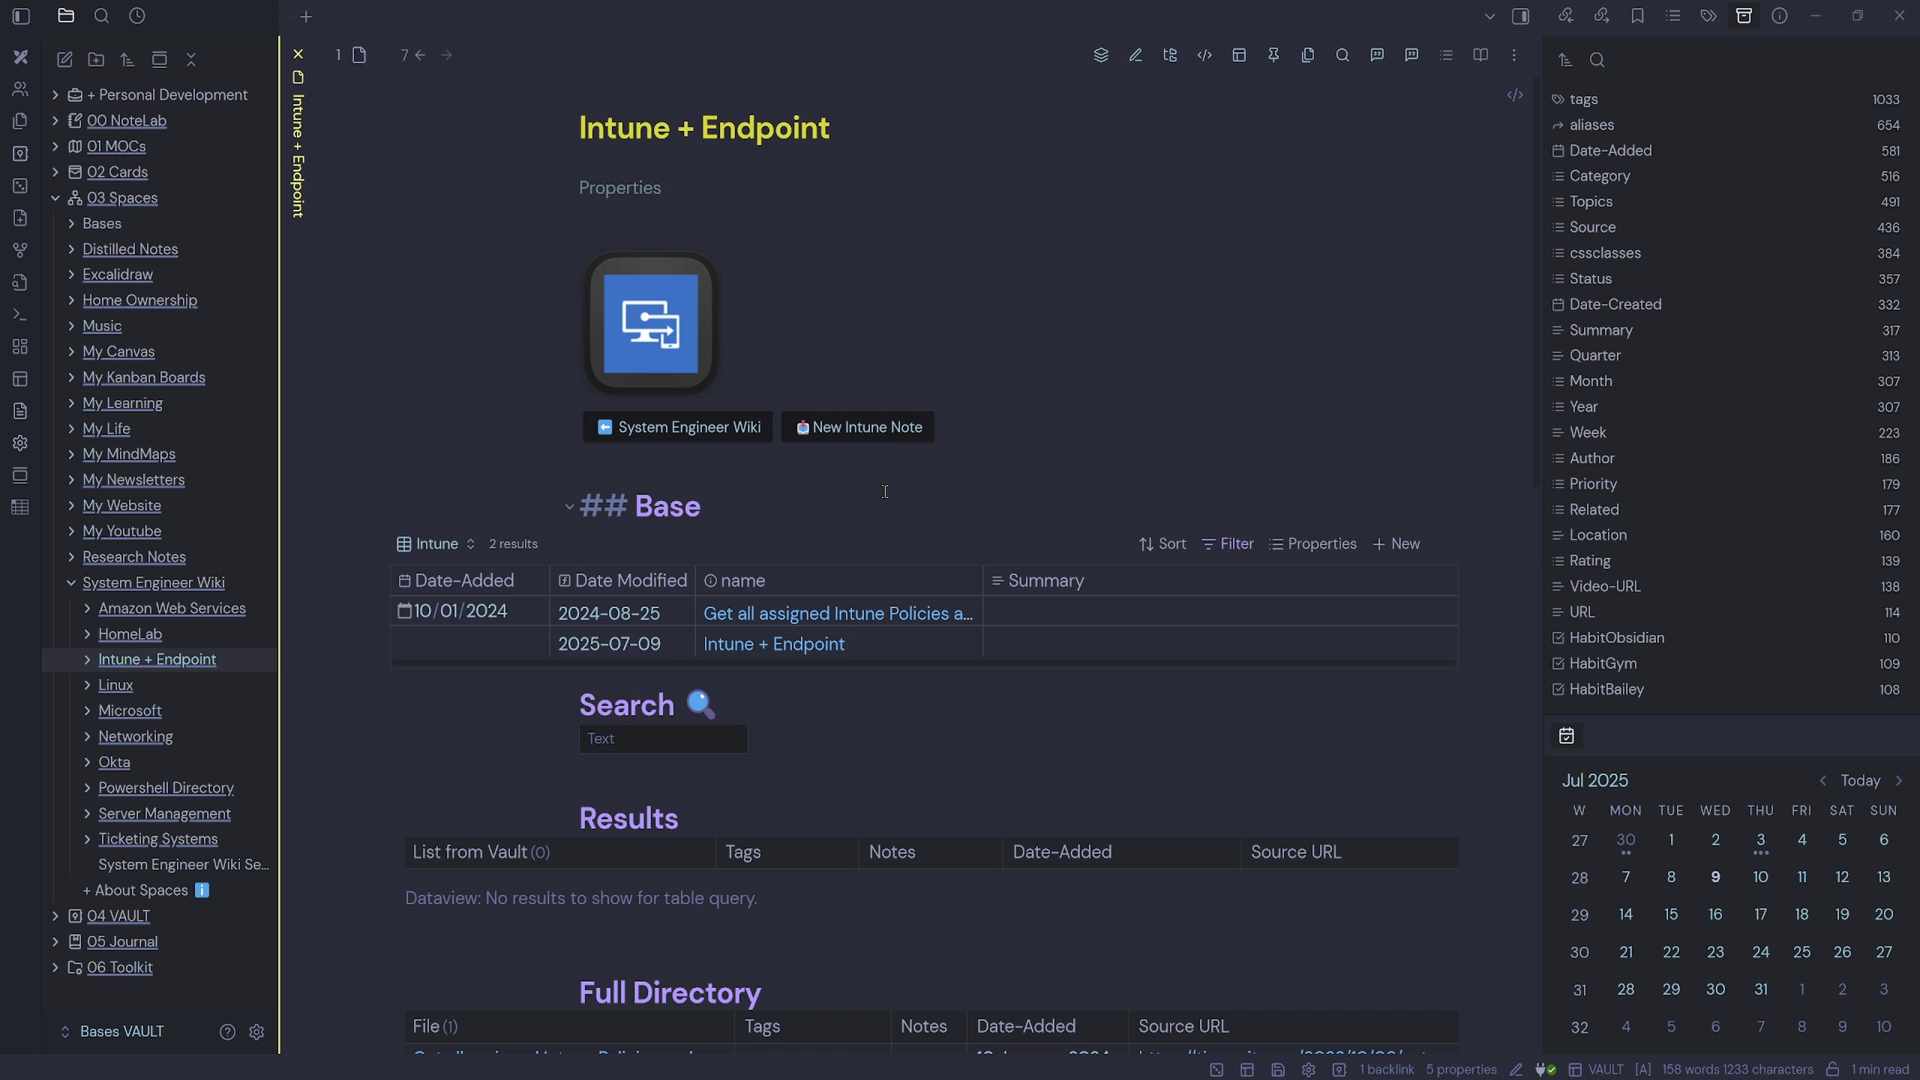 + Personal Development
00 NoteLab
01 MOCs
02 Cards
03 Spaces
Bases
Distilled Notes
Excalidraw
Home Ownership
Music
My Canvas
My Kanban Boards
My Learning
My Life
My MindMaps
My Newsletters
My Website
My Youtube
Research Notes
System Engineer Wiki
Amazon Web Services
HomeLab
Intune + Endpoint
Linux
Microsoft
Networking
Okta
Powershell Directory
Server Management
Ticketing Systems
System Engineer Wiki Se...
+ About Spaces
04 VAULT
05 Journal
06 Toolkit
Bases VAULT
Intune + Endpoint
1
7
Intune + Endpoint
Properties
System Engineer Wiki
New Intune Note
## Base
Intune 2 results
Sort Filter Properties + New
Date-Added Date Modified name Summary
10/01/2024 2024-08-25 Get all assigned Intune Policies a...
2025-07-09 Intune + Endpoint
Search
Text
Results
List from Vault (0) Tags Notes Date-Added Source URL
Dataview: No results to show for table query.
Full Directory
File (1) Tags Notes Date-Added Source URL
tags 1033
aliases 654
Date-Added 581
Category 516
Topics 491
Source 436
cssclasses 384
Status 357
Date-Created 332
Summary 317
Quarter 313
Month 307
Year 307
Week 223
Author 186
Priority 179
Related 177
Location 160
Rating 139
Video-URL 138
URL 114
HabitObsidian 110
HabitGym 109
HabitBailey 108
Jul 2025 Today
W MON TUE WED THU FRI SAT SUN
27 30 1 2 3 4 5 6
28 7 8 9 10 11 12 13
29 14 15 16 17 18 19 20
30 21 22 23 24 25 26 27
31 28 29 30 31 1 2 3
32 4 5 6 7 8 9 10
1 backlink 5 properties VAULT [A] 158 words 1233 characters 1 min read